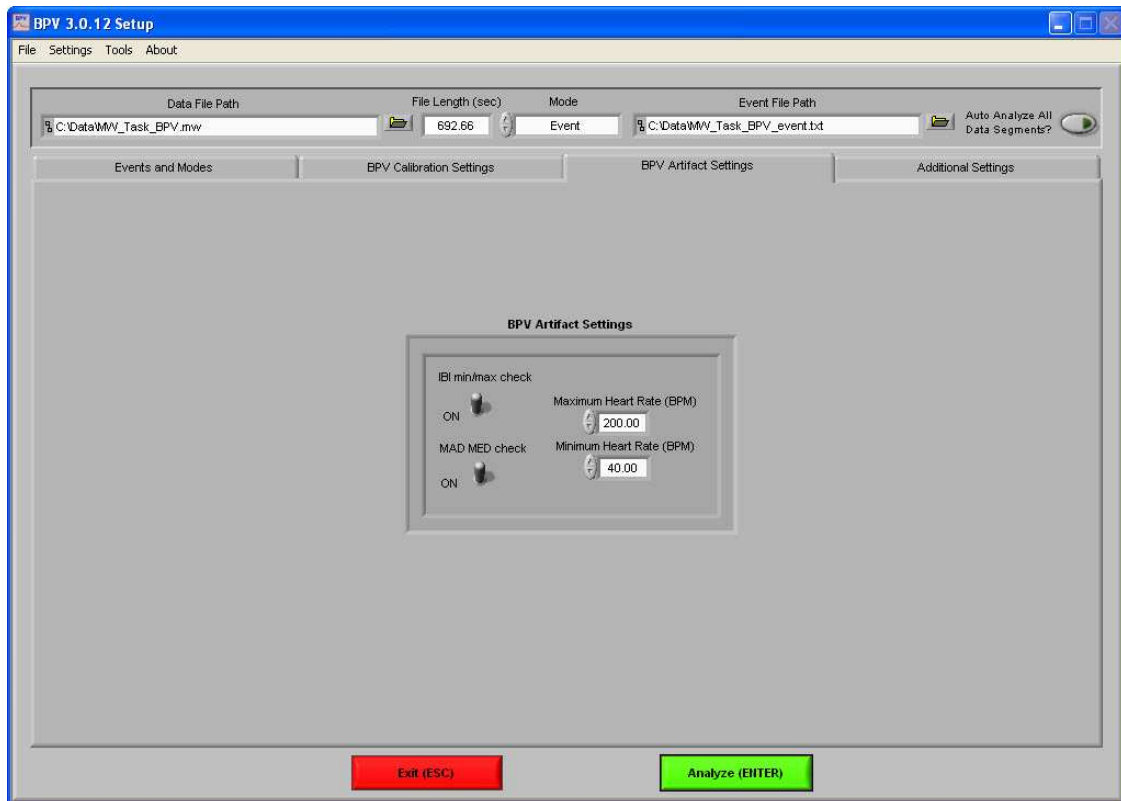 BPV 3.0.12 Setup
File Settings Tools About
Data File Path File Length (sec) Mode Event File Path
C:\Data\MW_Task_BPV.mw 692.66 Event C:\Data\MW_Task_BPV_event.txt
Auto Analyze All
Data Segments?
Events and Modes BPV Calibration Settings BPV Artifact Settings Additional Settings
BPV Artifact Settings
IBI min/max check
ON
Maximum Heart Rate (BPM)
200.00
MAD MED check
ON
Minimum Heart Rate (BPM)
40.00
Exit (ESC) Analyze (ENTER)